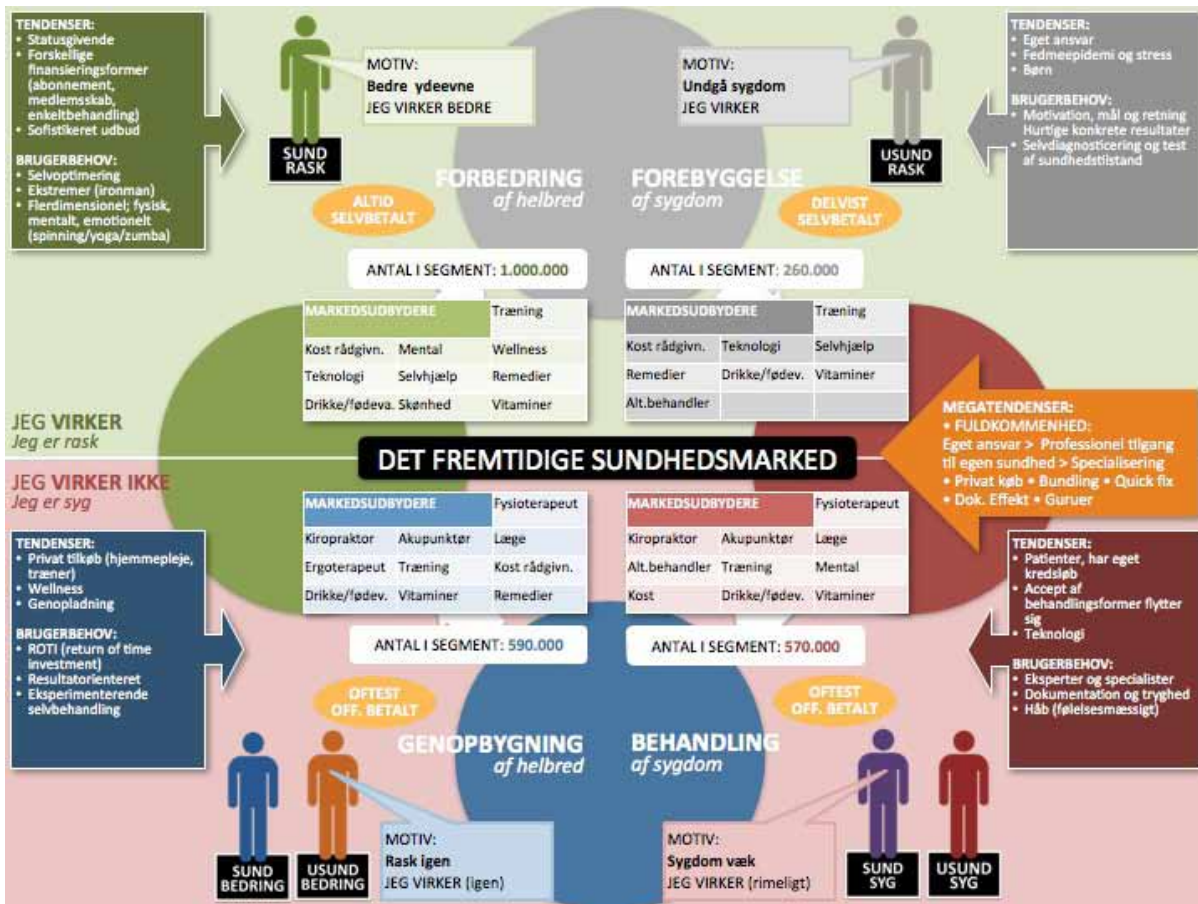 TENDENSER:
• Statusgivende
• Forskellige
finansieringsformer
(abonnement,
medlemsskab,
enkeltbehandling)
• Sofistikeret udbud
BRUGERBEHOV:
• Selvoptimering
• Ekstremer (ironman)
• Flerdimensionel; fysisk,
mentalt, emotionelt
(spinning/yoga/zumba)
SUND
RASK
MOTIV:
Bedre ydeevne
JEG VIRKER BEDRE
FORBEDRING
af helbred
ALTID
SELVBETALT
ANTAL I SEGMENT: 1.000.000
MARKEDSUDBYDERE Træning
Kost rådgivn. Mental Wellness
Teknologi Selvhjælp Remedier
Drikke/fødeva. Skønhed Vitaminer
MOTIV:
Undgå sygdom
JEG VIRKER
USUND
RASK
FOREBYGGELSE
af sygdom
DELVIST
SELVBETALT
ANTAL I SEGMENT: 260.000
MARKEDSUDBYDERE Træning
Kost rådgivn. Teknologi Selvhjælp
Remedier Drikke/fødev. Vitaminer
Alt.behandler
TENDENSER:
• Eget ansvar
• Fedmeepidemi og stress
• Børn
BRUGERBEHOV:
• Motivation, mål og retning
Hurtige konkrete resultater
• Selvdiagnosticering og test
af sundhedstilstand
JEG VIRKER
Jeg er rask
DET FREMTIDIGE SUNDHEDSMARKED
JEG VIRKER IKKE
Jeg er syg
MEGATENDENSER:
• FULDKOMMENHED:
Eget ansvar > Professionel tilgang
til egen sundhed > Specialisering
• Privat køb • Bundling • Quick fix
• Dok. Effekt • Guruer
TENDENSER:
• Privat tilkøb (hjemmepleje,
træner)
• Wellness
• Genopladning
BRUGERBEHOV:
• ROTI (return of time
investment)
• Resultatorienteret
• Eksperimenterende
selvbehandling
MARKEDSUDBYDERE Fysioterapeut
Kiropraktor Akupunktør Læge
Ergoterapeut Træning Kost rådgivn.
Drikke/fødev. Vitaminer Remedier
ANTAL I SEGMENT: 590.000
OFTEST
OFF. BETALT
GENOPBYGNING
af helbred
SUND
BEDRING
USUND
BEDRING
MOTIV:
Rask igen
JEG VIRKER (igen)
MARKEDSUDBYDERE Fysioterapeut
Kiropraktor Akupunktør Læge
Alt.behandler Træning Mental
Kost Drikke/fødev. Vitaminer
ANTAL I SEGMENT: 570.000
OFTEST
OFF. BETALT
BEHANDLING
af sygdom
MOTIV:
Sygdom væk
JEG VIRKER (rimeligt)
SUND
SYG
USUND
SYG
TENDENSER:
• Patienter, har eget
kredsløb
• Accept af
behandlingsformer flytter
sig
• Teknologi
BRUGERBEHOV:
• Eksperter og specialister
• Dokumentation og tryghed
• Håb (følelsesmæssigt)